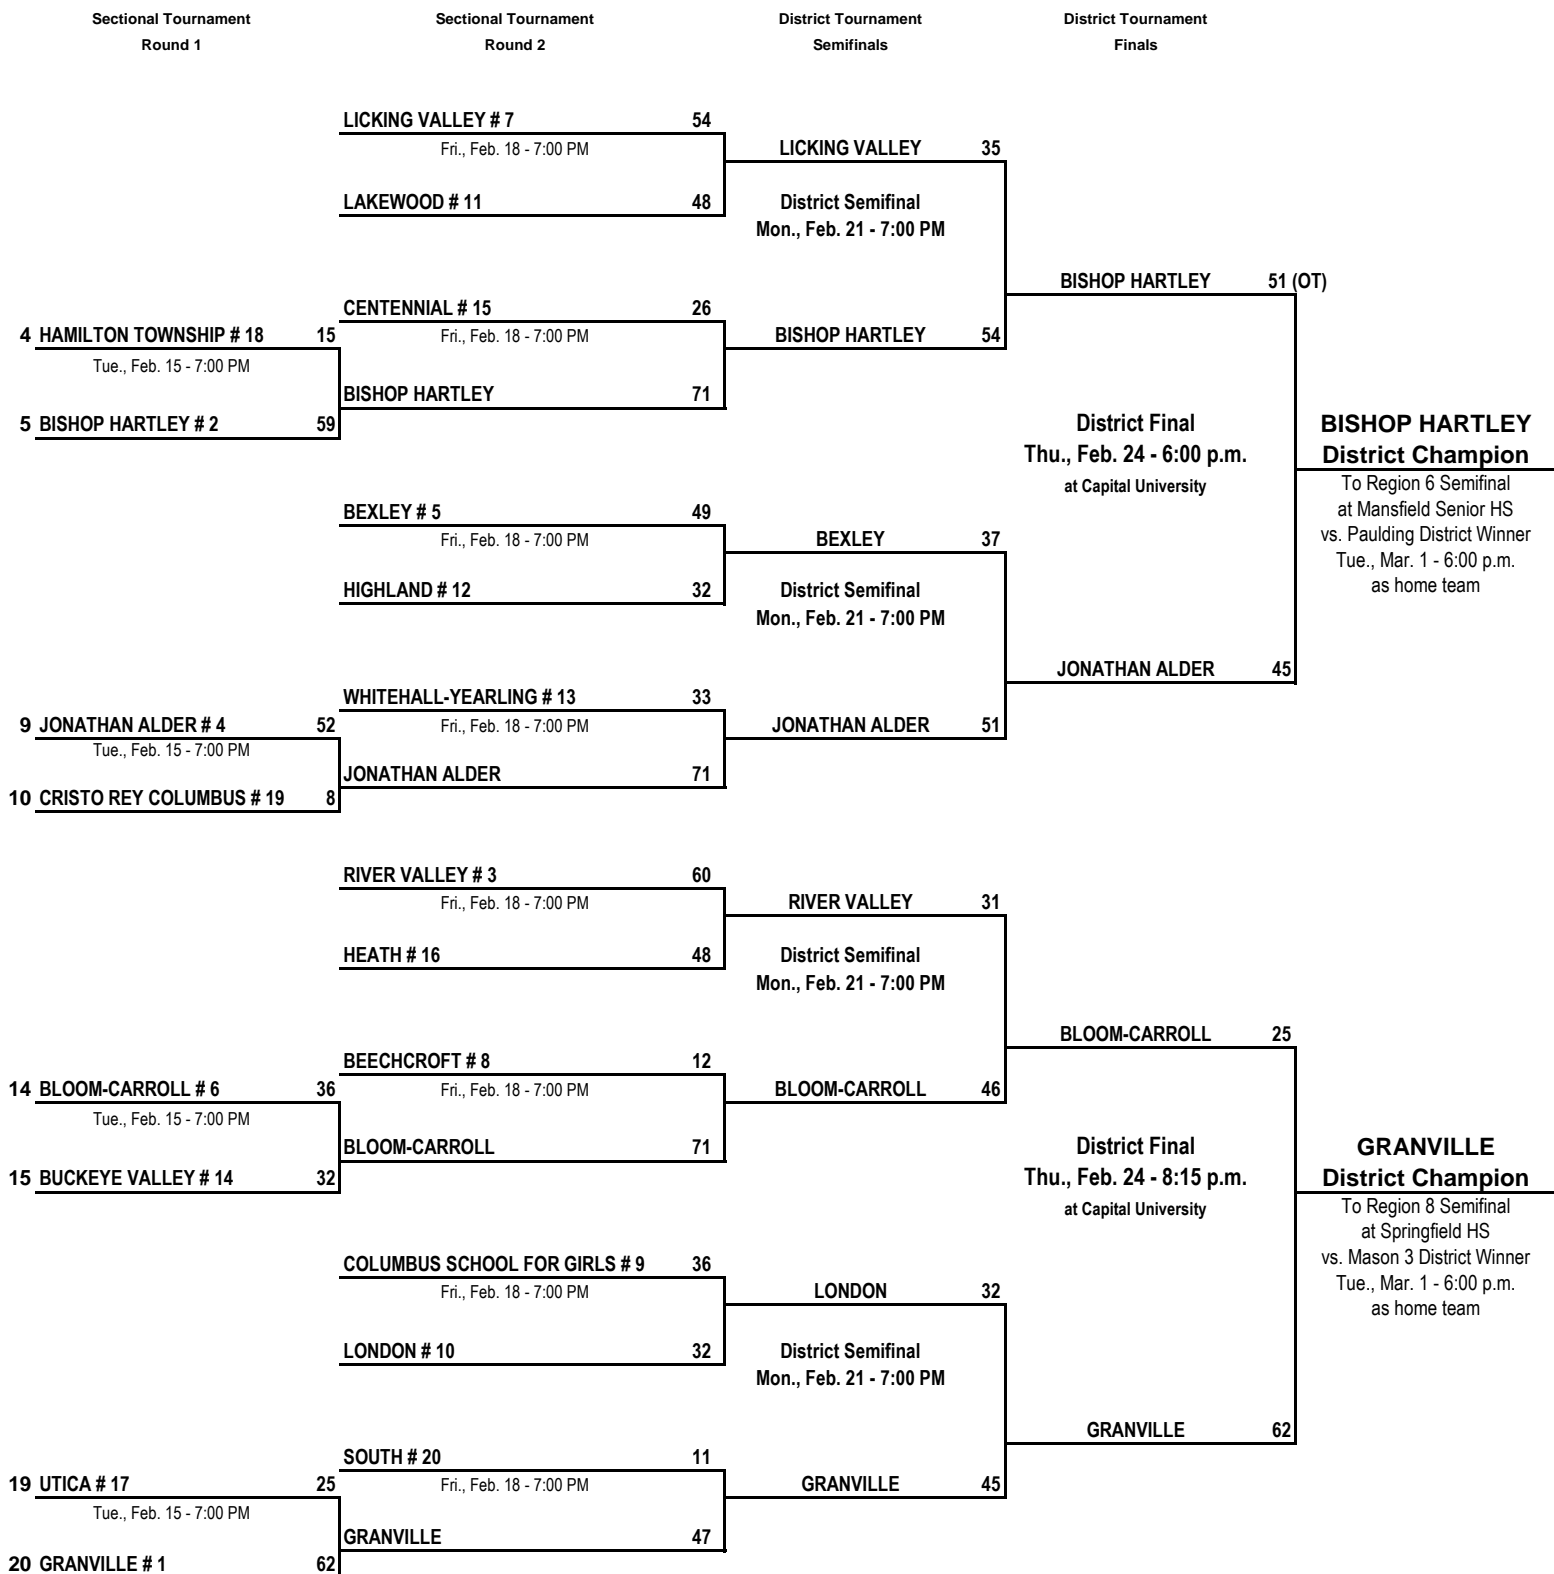 Sectional Tournament Sectional Tournament District Tournament District Tournament
Round 1 Round 2 Semifinals Finals
LICKING VALLEY # 7 54
Fri., Feb. 18 - 7:00 PM LICKING VALLEY 35
LAKEWOOD # 11 48 District Semifinal
Mon., Feb. 21 - 7:00 PM
BISHOP HARTLEY 51 (OT)
CENTENNIAL # 15 26
4 HAMILTON TOWNSHIP # 18 15 Fri., Feb. 18 - 7:00 PM BISHOP HARTLEY 54
Tue., Feb. 15 - 7:00 PM
BISHOP HARTLEY 71
5 BISHOP HARTLEY # 2 59 District Final BISHOP HARTLEY
Thu., Feb. 24 - 6:00 p.m. District Champion
at Capital University To Region 6 Semifinal
BEXLEY # 5 49 at Mansfield Senior HS
Fri., Feb. 18 - 7:00 PM BEXLEY 37 vs. Paulding District Winner
Tue., Mar. 1 - 6:00 p.m.
HIGHLAND # 12 32 District Semifinal as home team
Mon., Feb. 21 - 7:00 PM
JONATHAN ALDER 45
WHITEHALL-YEARLING # 13 33
9 JONATHAN ALDER # 4 52 Fri., Feb. 18 - 7:00 PM JONATHAN ALDER 51
Tue., Feb. 15 - 7:00 PM
JONATHAN ALDER 71
10 CRISTO REY COLUMBUS # 19 8
RIVER VALLEY # 3 60
Fri., Feb. 18 - 7:00 PM RIVER VALLEY 31
HEATH # 16 48 District Semifinal
Mon., Feb. 21 - 7:00 PM
BLOOM-CARROLL 25
BEECHCROFT # 8 12
14 BLOOM-CARROLL # 6 36 Fri., Feb. 18 - 7:00 PM BLOOM-CARROLL 46
Tue., Feb. 15 - 7:00 PM
BLOOM-CARROLL 71 District Final GRANVILLE
15 BUCKEYE VALLEY # 14 32 Thu., Feb. 24 - 8:15 p.m. District Champion
at Capital University To Region 8 Semifinal
at Springfield HS
COLUMBUS SCHOOL FOR GIRLS # 9 36 vs. Mason 3 District Winner
Fri., Feb. 18 - 7:00 PM LONDON 32 Tue., Mar. 1 - 6:00 p.m.
as home team
LONDON # 10 32 District Semifinal
Mon., Feb. 21 - 7:00 PM
GRANVILLE 62
SOUTH # 20 11
19 UTICA # 17 25 Fri., Feb. 18 - 7:00 PM GRANVILLE 45
Tue., Feb. 15 - 7:00 PM
GRANVILLE 47
20 GRANVILLE # 1 62